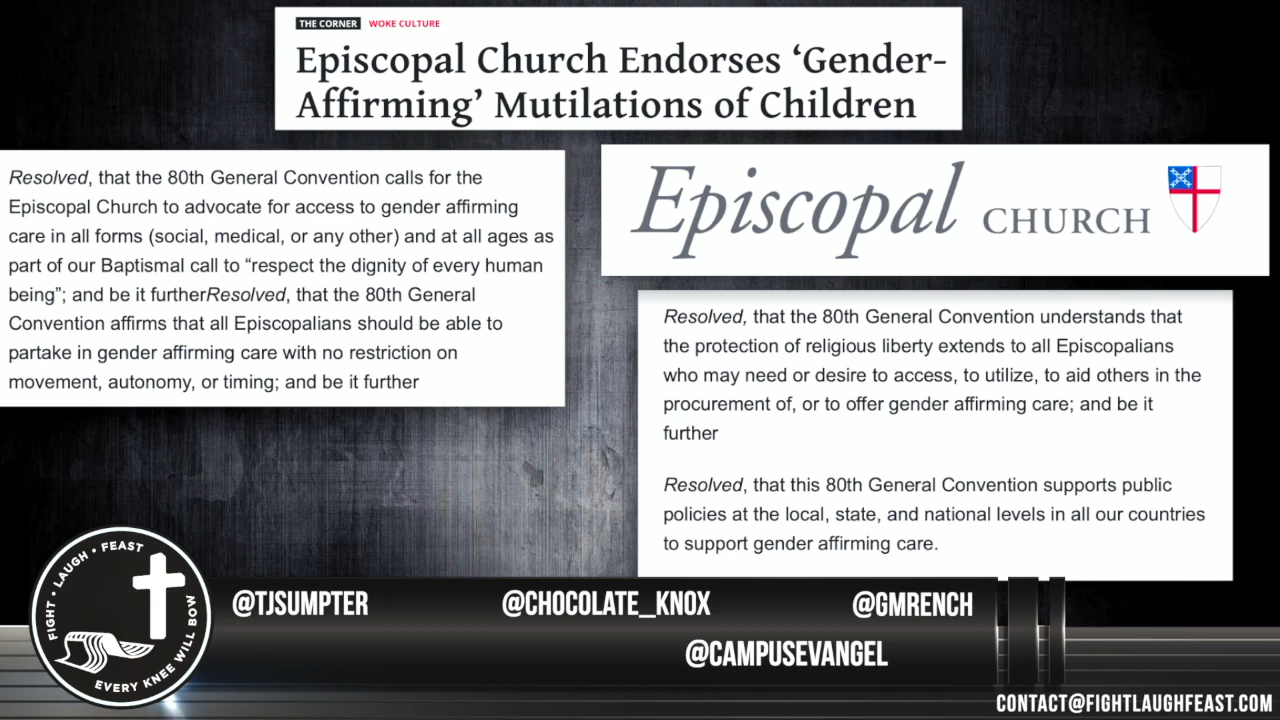 THE CORNER WOKE CULTURE
Episcopal Church Endorses ‘Gender-
Affirming’ Mutilations of Children
Resolved, that the 80th General Convention calls for the
Episcopal Church to advocate for access to gender affirming
care in all forms (social, medical, or any other) and at all ages as
part of our Baptismal call to “respect the dignity of every human
being”; and be it furtherResolved, that the 80th General
Convention affirms that all Episcopalians should be able to
partake in gender affirming care with no restriction on
movement, autonomy, or timing; and be it further
Episcopal CHURCH
Resolved, that the 80th General Convention understands that
the protection of religious liberty extends to all Episcopalians
who may need or desire to access, to utilize, to aid others in the
procurement of, or to offer gender affirming care; and be it
further
Resolved, that this 80th General Convention supports public
policies at the local, state, and national levels in all our countries
to support gender affirming care.
FIGHT • LAUGH • FEAST
EVERY KNEE WILL BOW
@TJSUMPTER @CHOCOLATE_KNOX @GMRENCH
@CAMPUSEVANGEL
CONTACT@FIGHTLAUGHFEAST.COM